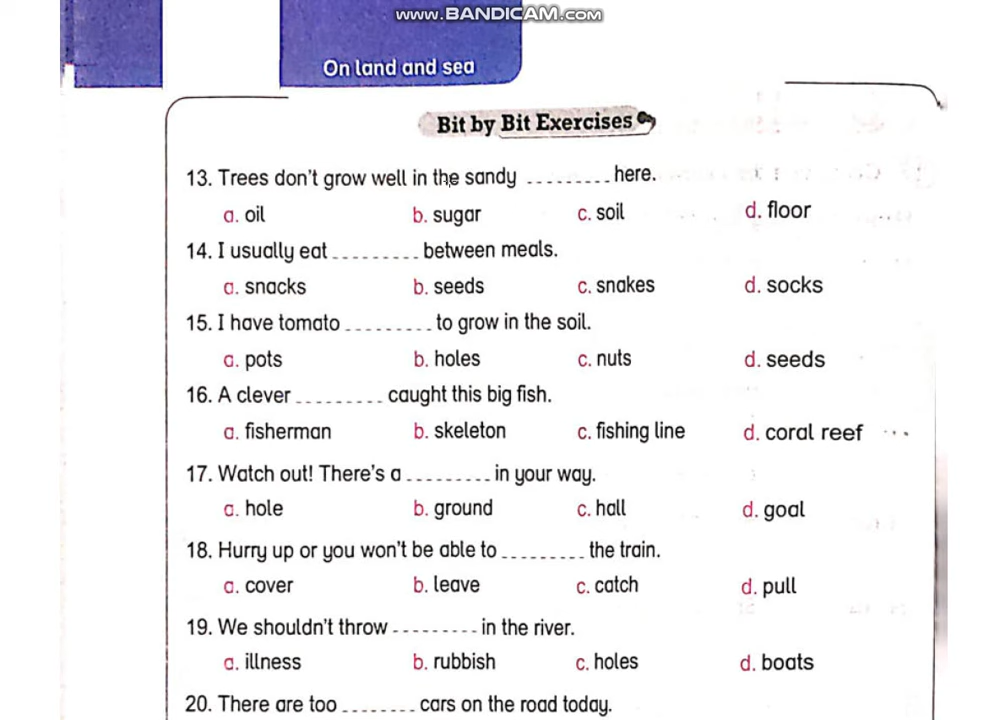 www.BANDICAM.com
On land and sea
Bit by Bit Exercises
13. Trees don't grow well in the sandy _________ here.
a. oil b. sugar c. soil d. floor
14. I usually eat _________ between meals.
a. snacks b. seeds c. snakes d. socks
15. I have tomato _________ to grow in the soil.
a. pots b. holes c. nuts d. seeds
16. A clever _________ caught this big fish.
a. fisherman b. skeleton c. fishing line d. coral reef
17. Watch out! There's a _________ in your way.
a. hole b. ground c. hall d. goal
18. Hurry up or you won't be able to _________ the train.
a. cover b. leave c. catch d. pull
19. We shouldn't throw _________ in the river.
a. illness b. rubbish c. holes d. boats
20. There are too ________ cars on the road today.